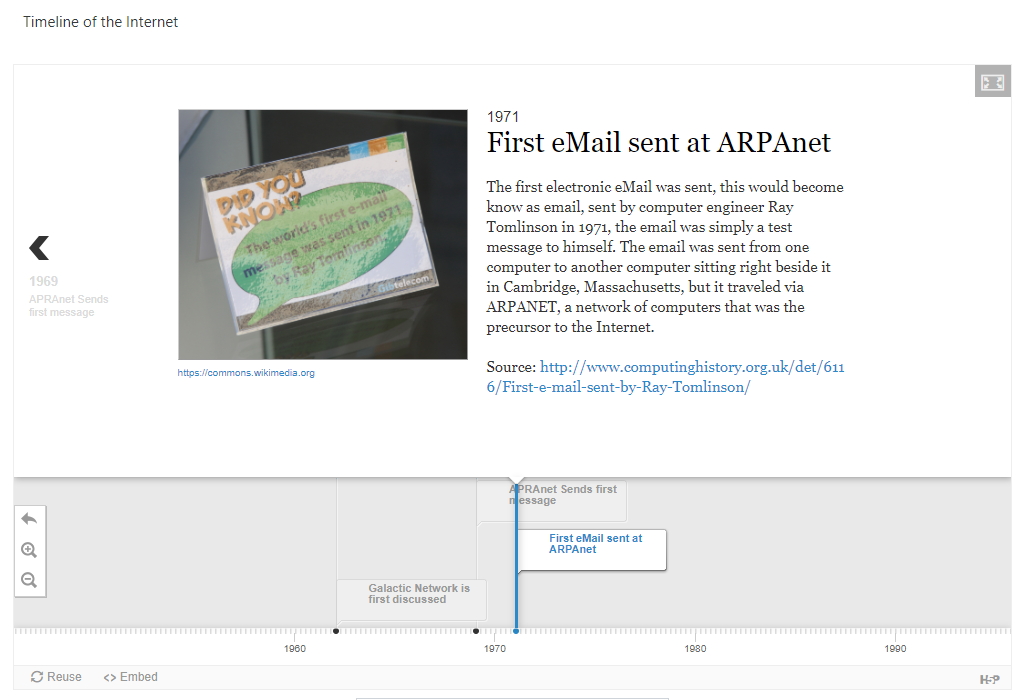 Timeline of the Internet
1971
First eMail sent at ARPAnet
DID YOU
KNOW?
The world's first e-mail
message was sent in 1971
by Ray Tomlinson.
Gibtelecom
The first electronic eMail was sent, this would become
know as email, sent by computer engineer Ray
Tomlinson in 1971, the email was simply a test
message to himself. The email was sent from one
computer to another computer sitting right beside it
in Cambridge, Massachusetts, but it traveled via
ARPANET, a network of computers that was the
precursor to the Internet.
1969
APRAnet Sends
first message
https://commons.wikimedia.org
Source: http://www.computinghistory.org.uk/det/611
6/First-e-mail-sent-by-Ray-Tomlinson/
APRAnet Sends first
message
First eMail sent at
ARPAnet
Galactic Network is
first discussed
1960
1970
1980
1990
Reuse
<> Embed
H5P